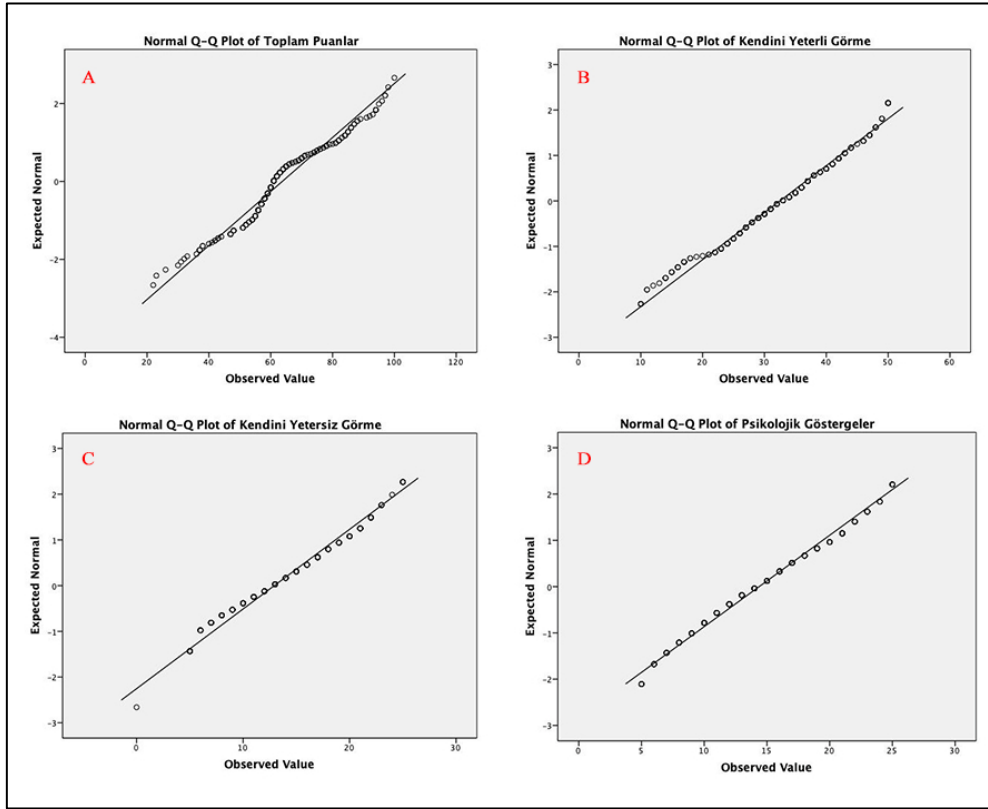 Normal Q-Q Plot of Toplam Puanlar
A
Expected Normal
2
0
-2
-4
0 20 40 60 80 100 120
Observed Value
Normal Q-Q Plot of Kendini Yeterli Görme
B
Expected Normal
3
2
1
0
-1
-2
-3
0 10 20 30 40 50 60
Observed Value
Normal Q-Q Plot of Kendini Yetersiz Görme
C
Expected Normal
3
2
1
0
-1
-2
-3
0 10 20 30
Observed Value
Normal Q-Q Plot of Psikolojik Göstergeler
D
Expected Normal
3
2
1
0
-1
-2
-3
0 5 10 15 20 25 30
Observed Value